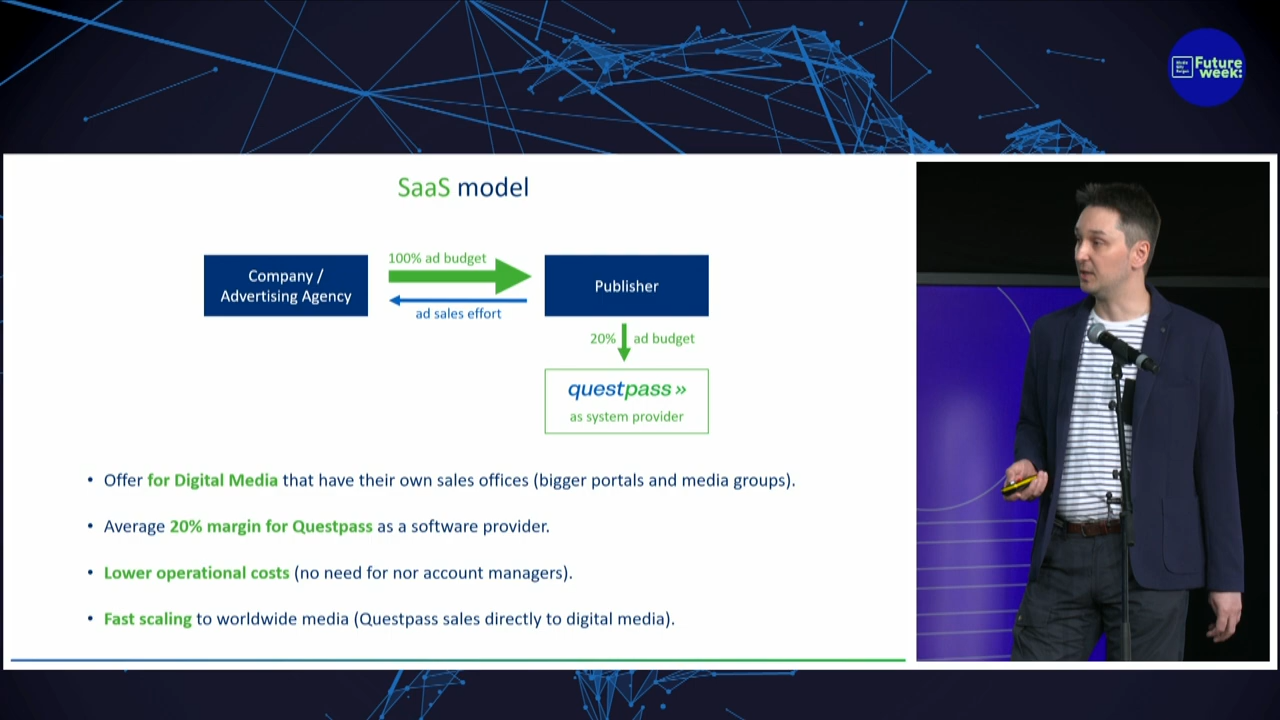 Future
week:
SaaS model
100% ad budget
Company /
Advertising Agency
Publisher
ad sales effort
20% ad budget
questpass »
as system provider
• Offer for Digital Media that have their own sales offices (bigger portals and media groups).
• Average 20% margin for Questpass as a software provider.
• Lower operational costs (no need for nor account managers).
• Fast scaling to worldwide media (Questpass sales directly to digital media).